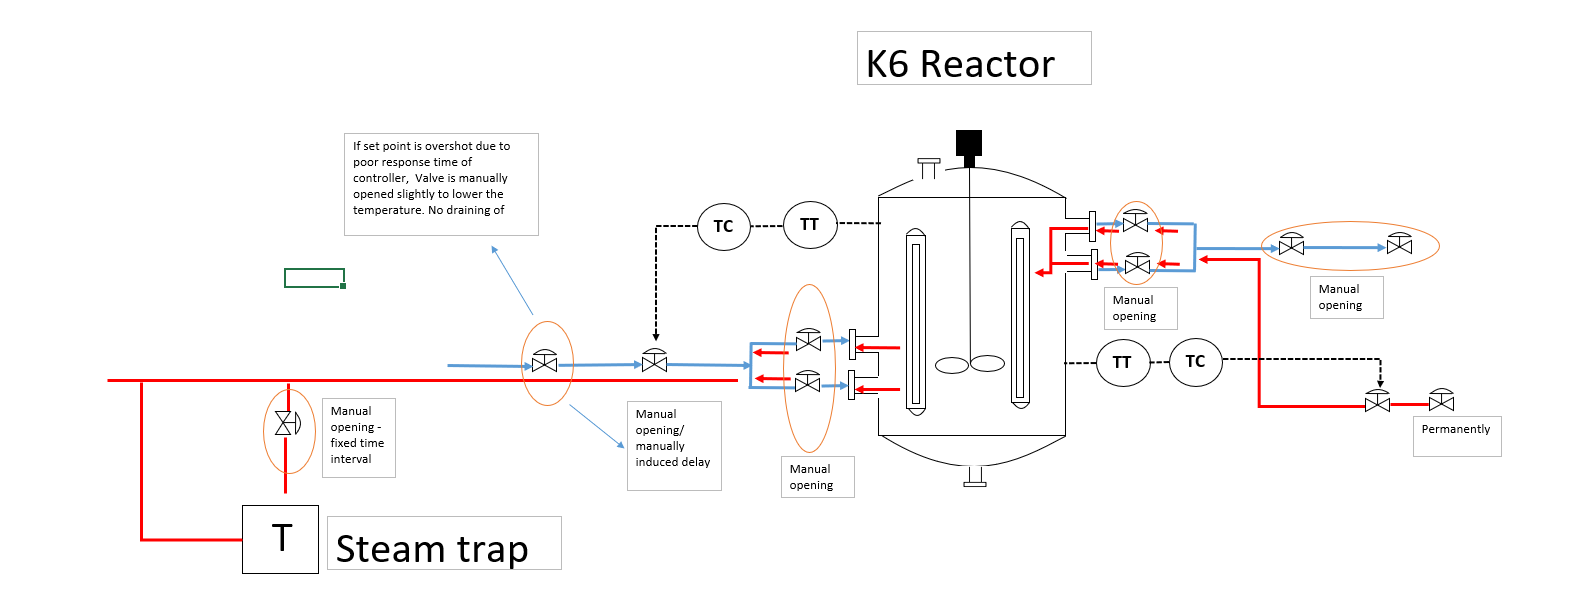 K6 Reactor
If set point is overshot due to
poor response time of
controller, Valve is manually
opened slightly to lower the
temperature. No draining of
TC
TT
Manual
opening
Manual
opening
TT
TC
Manual
opening -
fixed time
interval
Manual
opening/
manually
induced delay
Manual
opening
Permanently
T
Steam trap